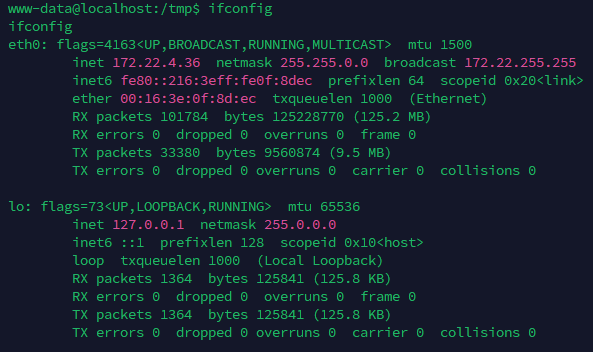 www-data@localhost:/tmp$ ifconfig
ifconfig
eth0: flags=4163<UP,BROADCAST,RUNNING,MULTICAST>  mtu 1500
        inet 172.22.4.36  netmask 255.255.0.0  broadcast 172.22.255.255
        inet6 fe80::216:3eff:fe0f:8dec  prefixlen 64  scopeid 0x20<link>
        ether 00:16:3e:0f:8d:ec  txqueuelen 1000  (Ethernet)
        RX packets 101784  bytes 125228770 (125.2 MB)
        RX errors 0  dropped 0  overruns 0  frame 0
        TX packets 33380  bytes 9560874 (9.5 MB)
        TX errors 0  dropped 0 overruns 0  carrier 0  collisions 0

lo: flags=73<UP,LOOPBACK,RUNNING>  mtu 65536
        inet 127.0.0.1  netmask 255.0.0.0
        inet6 ::1  prefixlen 128  scopeid 0x10<host>
        loop  txqueuelen 1000  (Local Loopback)
        RX packets 1364  bytes 125841 (125.8 KB)
        RX errors 0  dropped 0  overruns 0  frame 0
        TX packets 1364  bytes 125841 (125.8 KB)
        TX errors 0  dropped 0 overruns 0  carrier 0  collisions 0